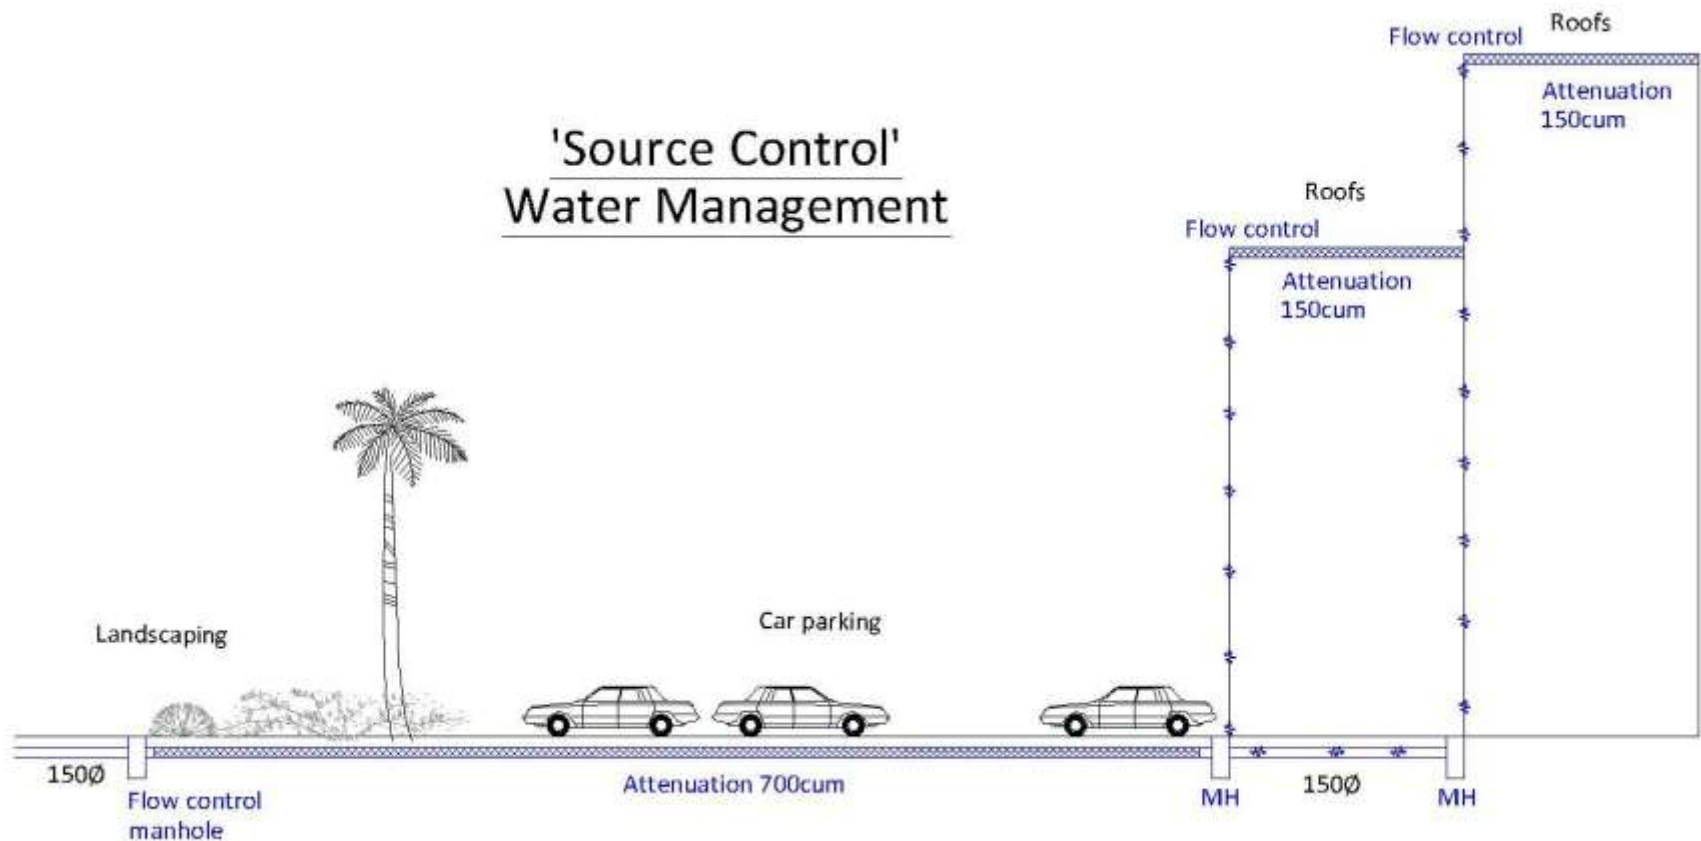 Roofs
Flow control
Attenuation
150cum
'Source Control'
Water Management
Roofs
Flow control
Attenuation
150cum
Landscaping
Car parking
150Ø
Flow control
manhole
Attenuation 700cum
MH
150Ø
MH